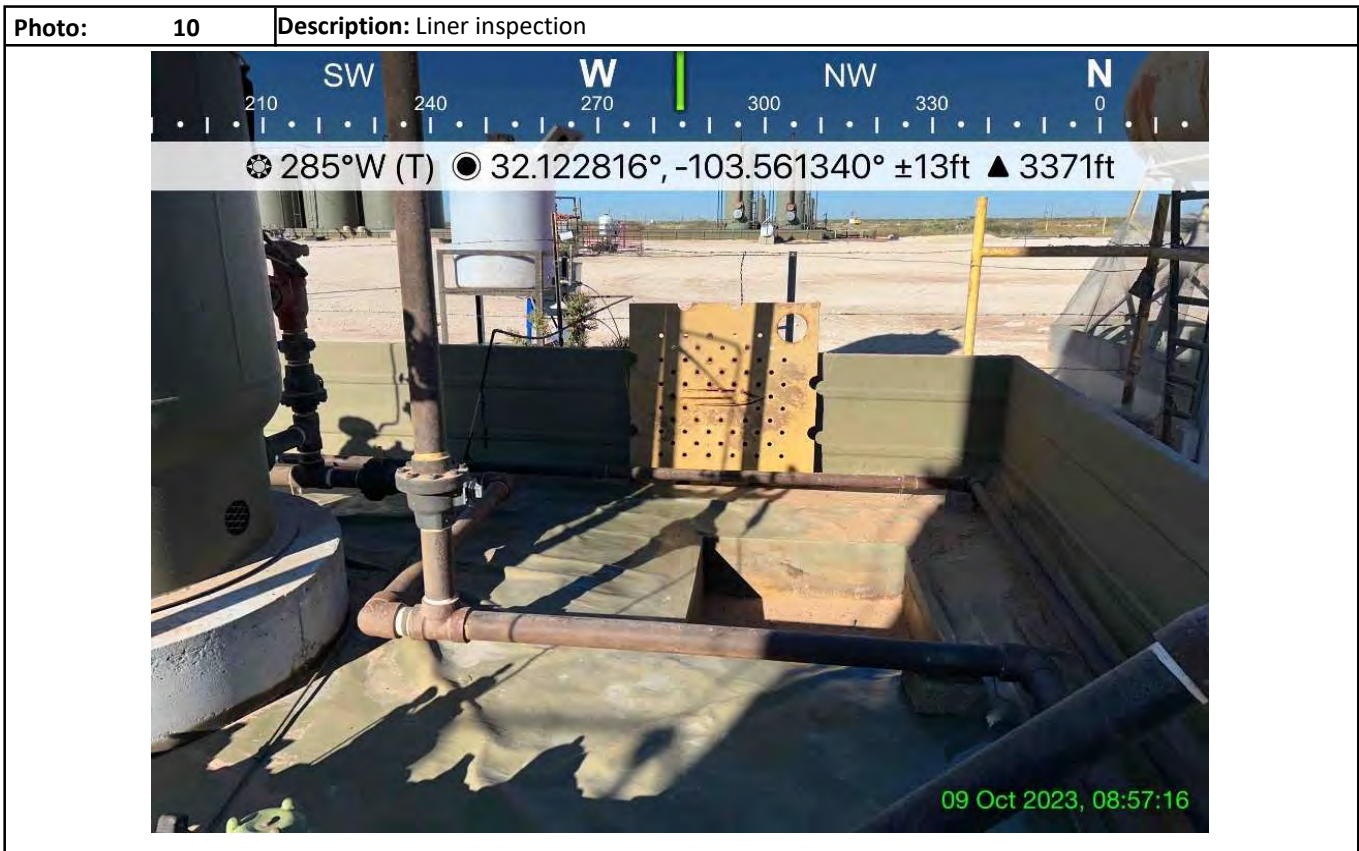 Photo: 10 Description: Liner inspection
SW W NW N
210 240 270 300 330 0
285°W (T) 32.122816°, -103.561340° ±13ft ▲ 3371ft
09 Oct 2023, 08:57:16